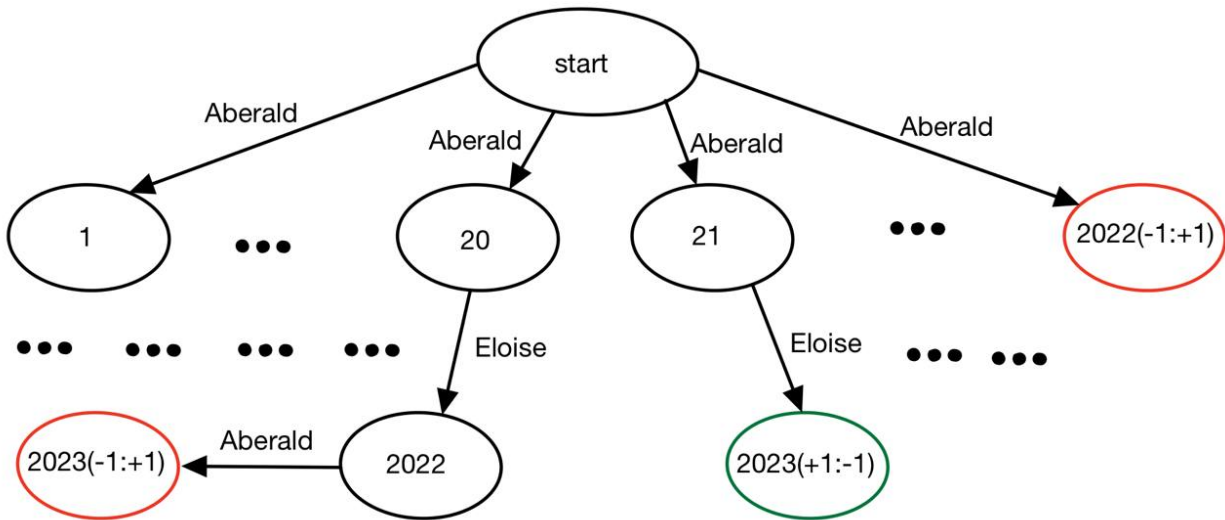 start
Aberald
Aberald
Aberald
Aberald
1
20
21
2022(-1:+1)
Eloise
Eloise
2023(-1:+1)
Aberald
2022
2023(+1:-1)